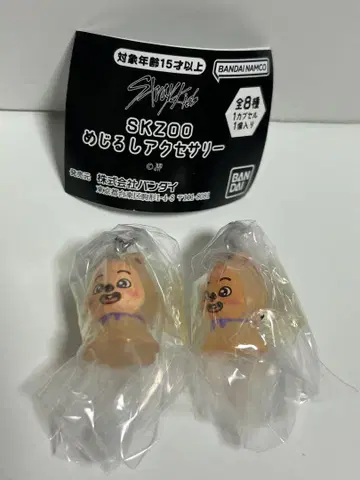 対象年齢15才以上
BANDAI NAMCO
Stray Kids
全8種
1カプセル
1個入り
SKZOO
めじるしアクセサリー
©JYP
発売元 株式会社バンダイ
BAN
DAI